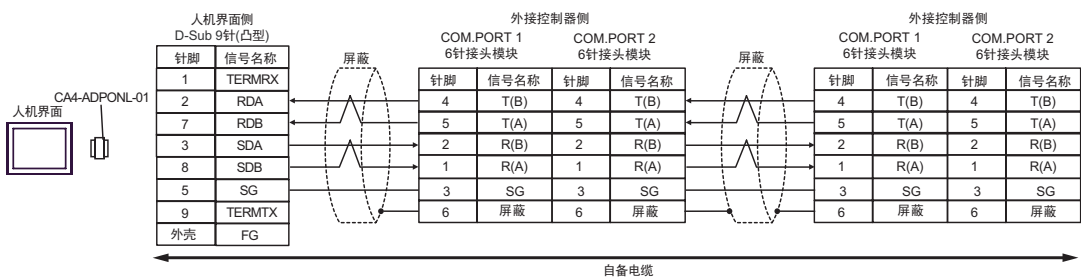 人机界面侧
D-Sub 9针(凸型)
外接控制器侧
外接控制器侧
COM.PORT 1
6针接头模块
COM.PORT 2
6针接头模块
COM.PORT 1
6针接头模块
COM.PORT 2
6针接头模块
屏蔽
屏蔽
CA4-ADPONL-01
人机界面
针脚 信号名称
1 TERMRX
2 RDA
7 RDB
3 SDA
8 SDB
5 SG
9 TERMTX
外壳 FG
针脚 信号名称 针脚 信号名称
4 T(B) 4 T(B)
5 T(A) 5 T(A)
2 R(B) 2 R(B)
1 R(A) 1 R(A)
3 SG 3 SG
6 屏蔽 6 屏蔽
针脚 信号名称 针脚 信号名称
4 T(B) 4 T(B)
5 T(A) 5 T(A)
2 R(B) 2 R(B)
1 R(A) 1 R(A)
3 SG 3 SG
6 屏蔽 6 屏蔽
自备电缆